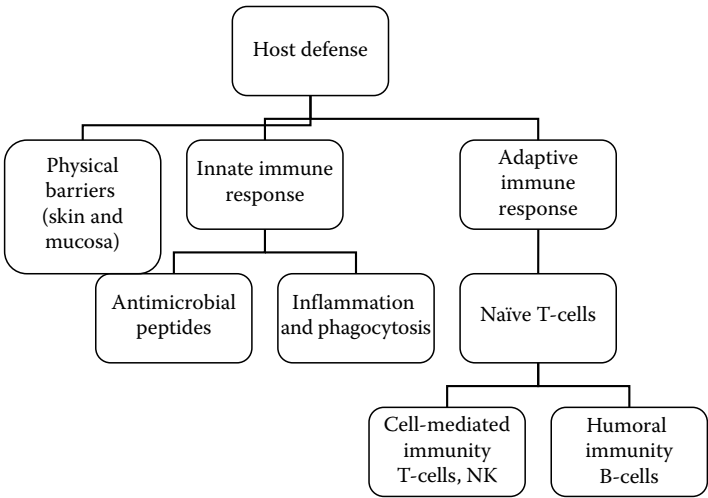 Host defense
Physical
barriers
(skin and
mucosa)
Innate immune
response
Adaptive
immune
response
Antimicrobial
peptides
Inflammation
and phagocytosis
Naïve T-cells
Cell-mediated
immunity
T-cells, NK
Humoral
immunity
B-cells